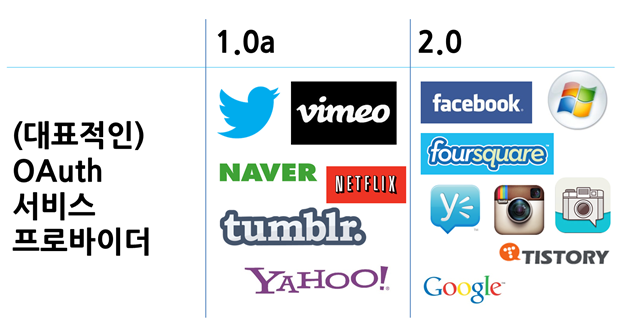 1.0a
2.0
(대표적인)
OAuth
서비스
프로바이더
vimeo
NAVER
NETFLIX
tumblr.
YAHOO!
facebook
foursquare
TISTORY
Google